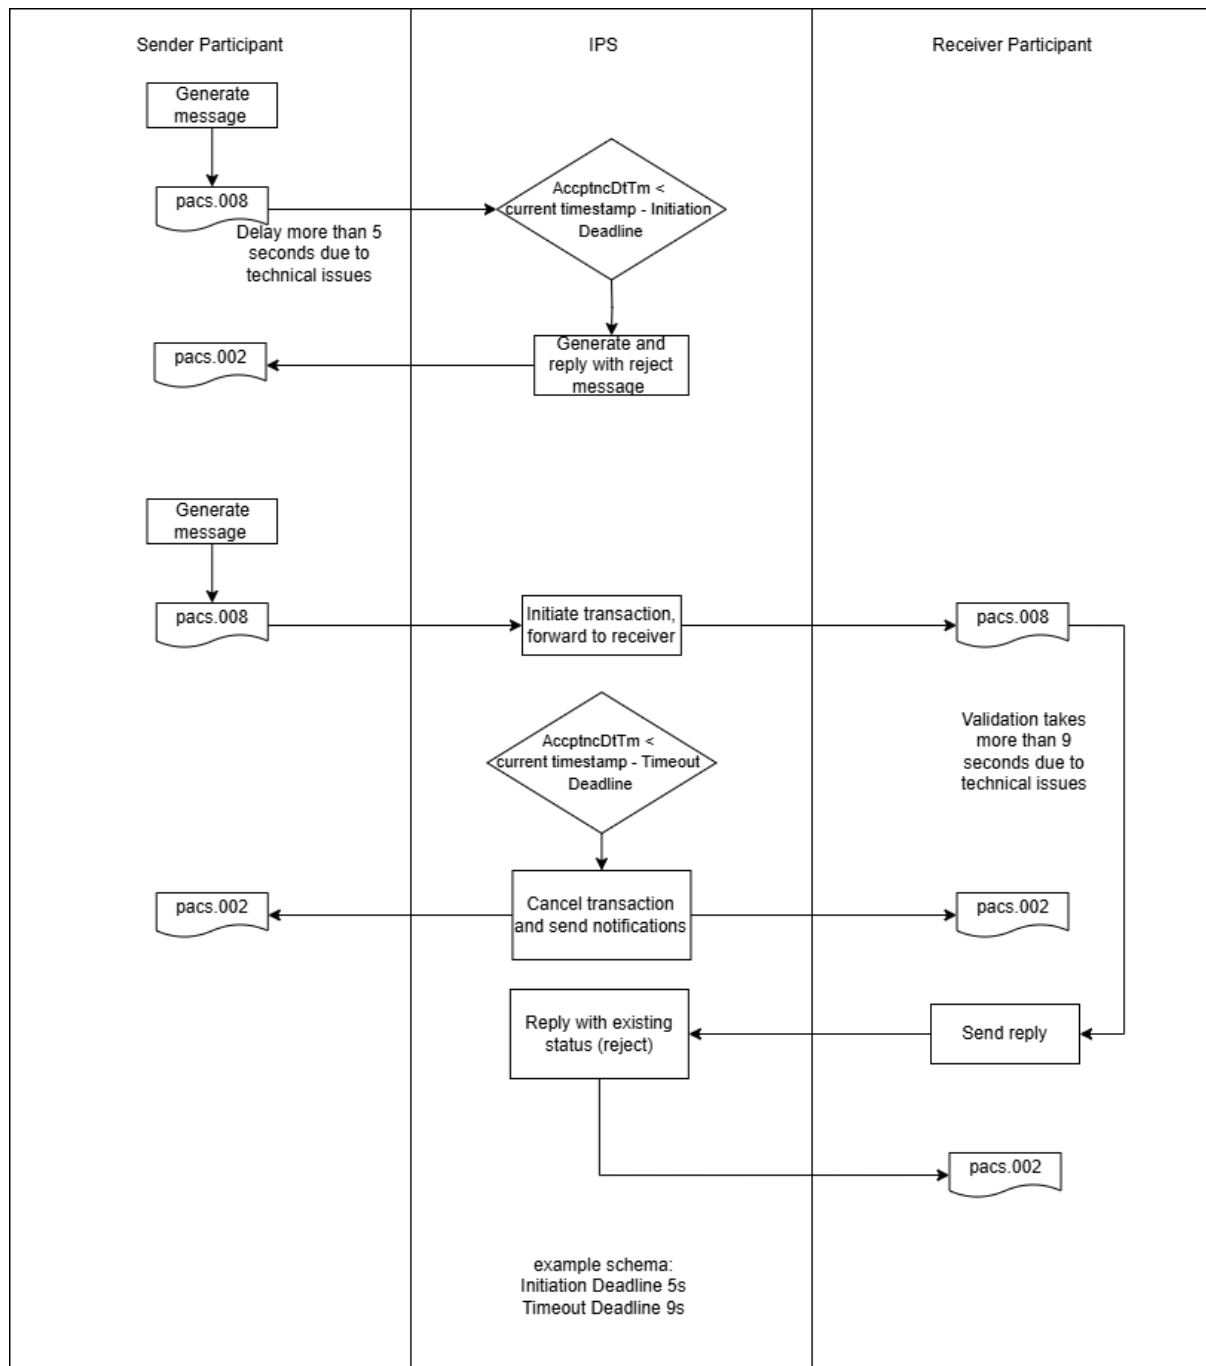 Sender Participant
IPS
Receiver Participant
Generate
message
pacs.008
Delay more than 5
seconds due to
technical issues
AccptncDtTm <
current timestamp - Initiation
Deadline
Generate and
reply with reject
message
pacs.002
Generate
message
pacs.008
Initiate transaction,
forward to receiver
pacs.008
AccptncDtTm <
current timestamp - Timeout
Deadline
Validation takes
more than 9
seconds due to
technical issues
pacs.002
Cancel transaction
and send notifications
pacs.002
Reply with existing
status (reject)
Send reply
pacs.002
example schema:
Initiation Deadline 5s
Timeout Deadline 9s